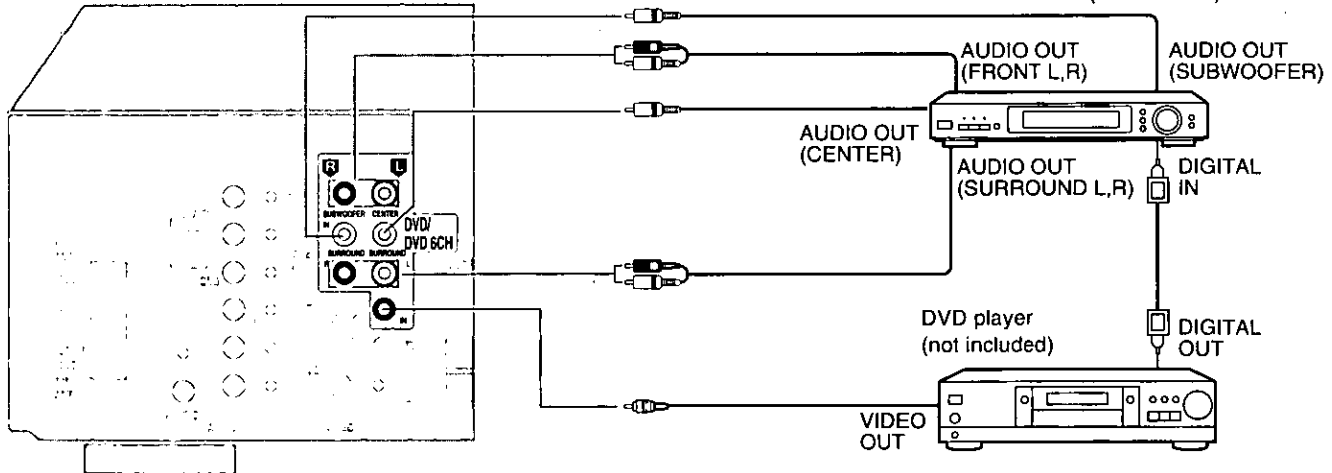 AUDIO OUT
(FRONT L,R)
AUDIO OUT
(SUBWOOFER)
AUDIO OUT
(CENTER)
AUDIO OUT
(SURROUND L,R)
DIGITAL
IN
R
L
SUBWOOFER CENTER
IN
DVD/
DVD 6CH
SURROUND SURROUND
R
L
IN
DVD player
(not included)
DIGITAL
OUT
VIDEO
OUT